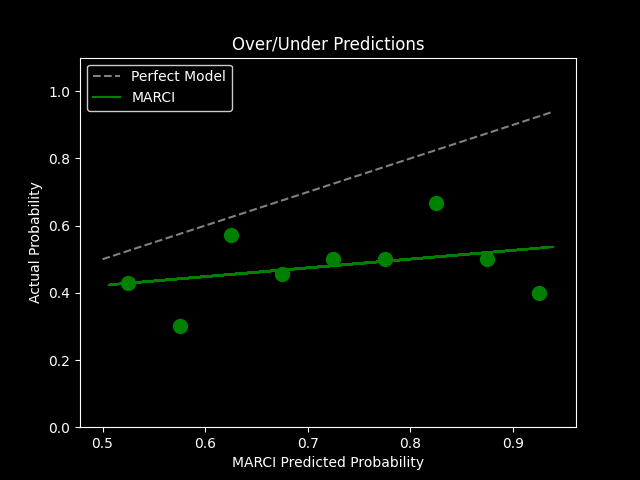 Over/Under Predictions
Perfect Model
MARCI
1.0
0.8
0.6
0.4
0.2
0.0
Actual Probability
0.5 0.6 0.7 0.8 0.9
MARCI Predicted Probability